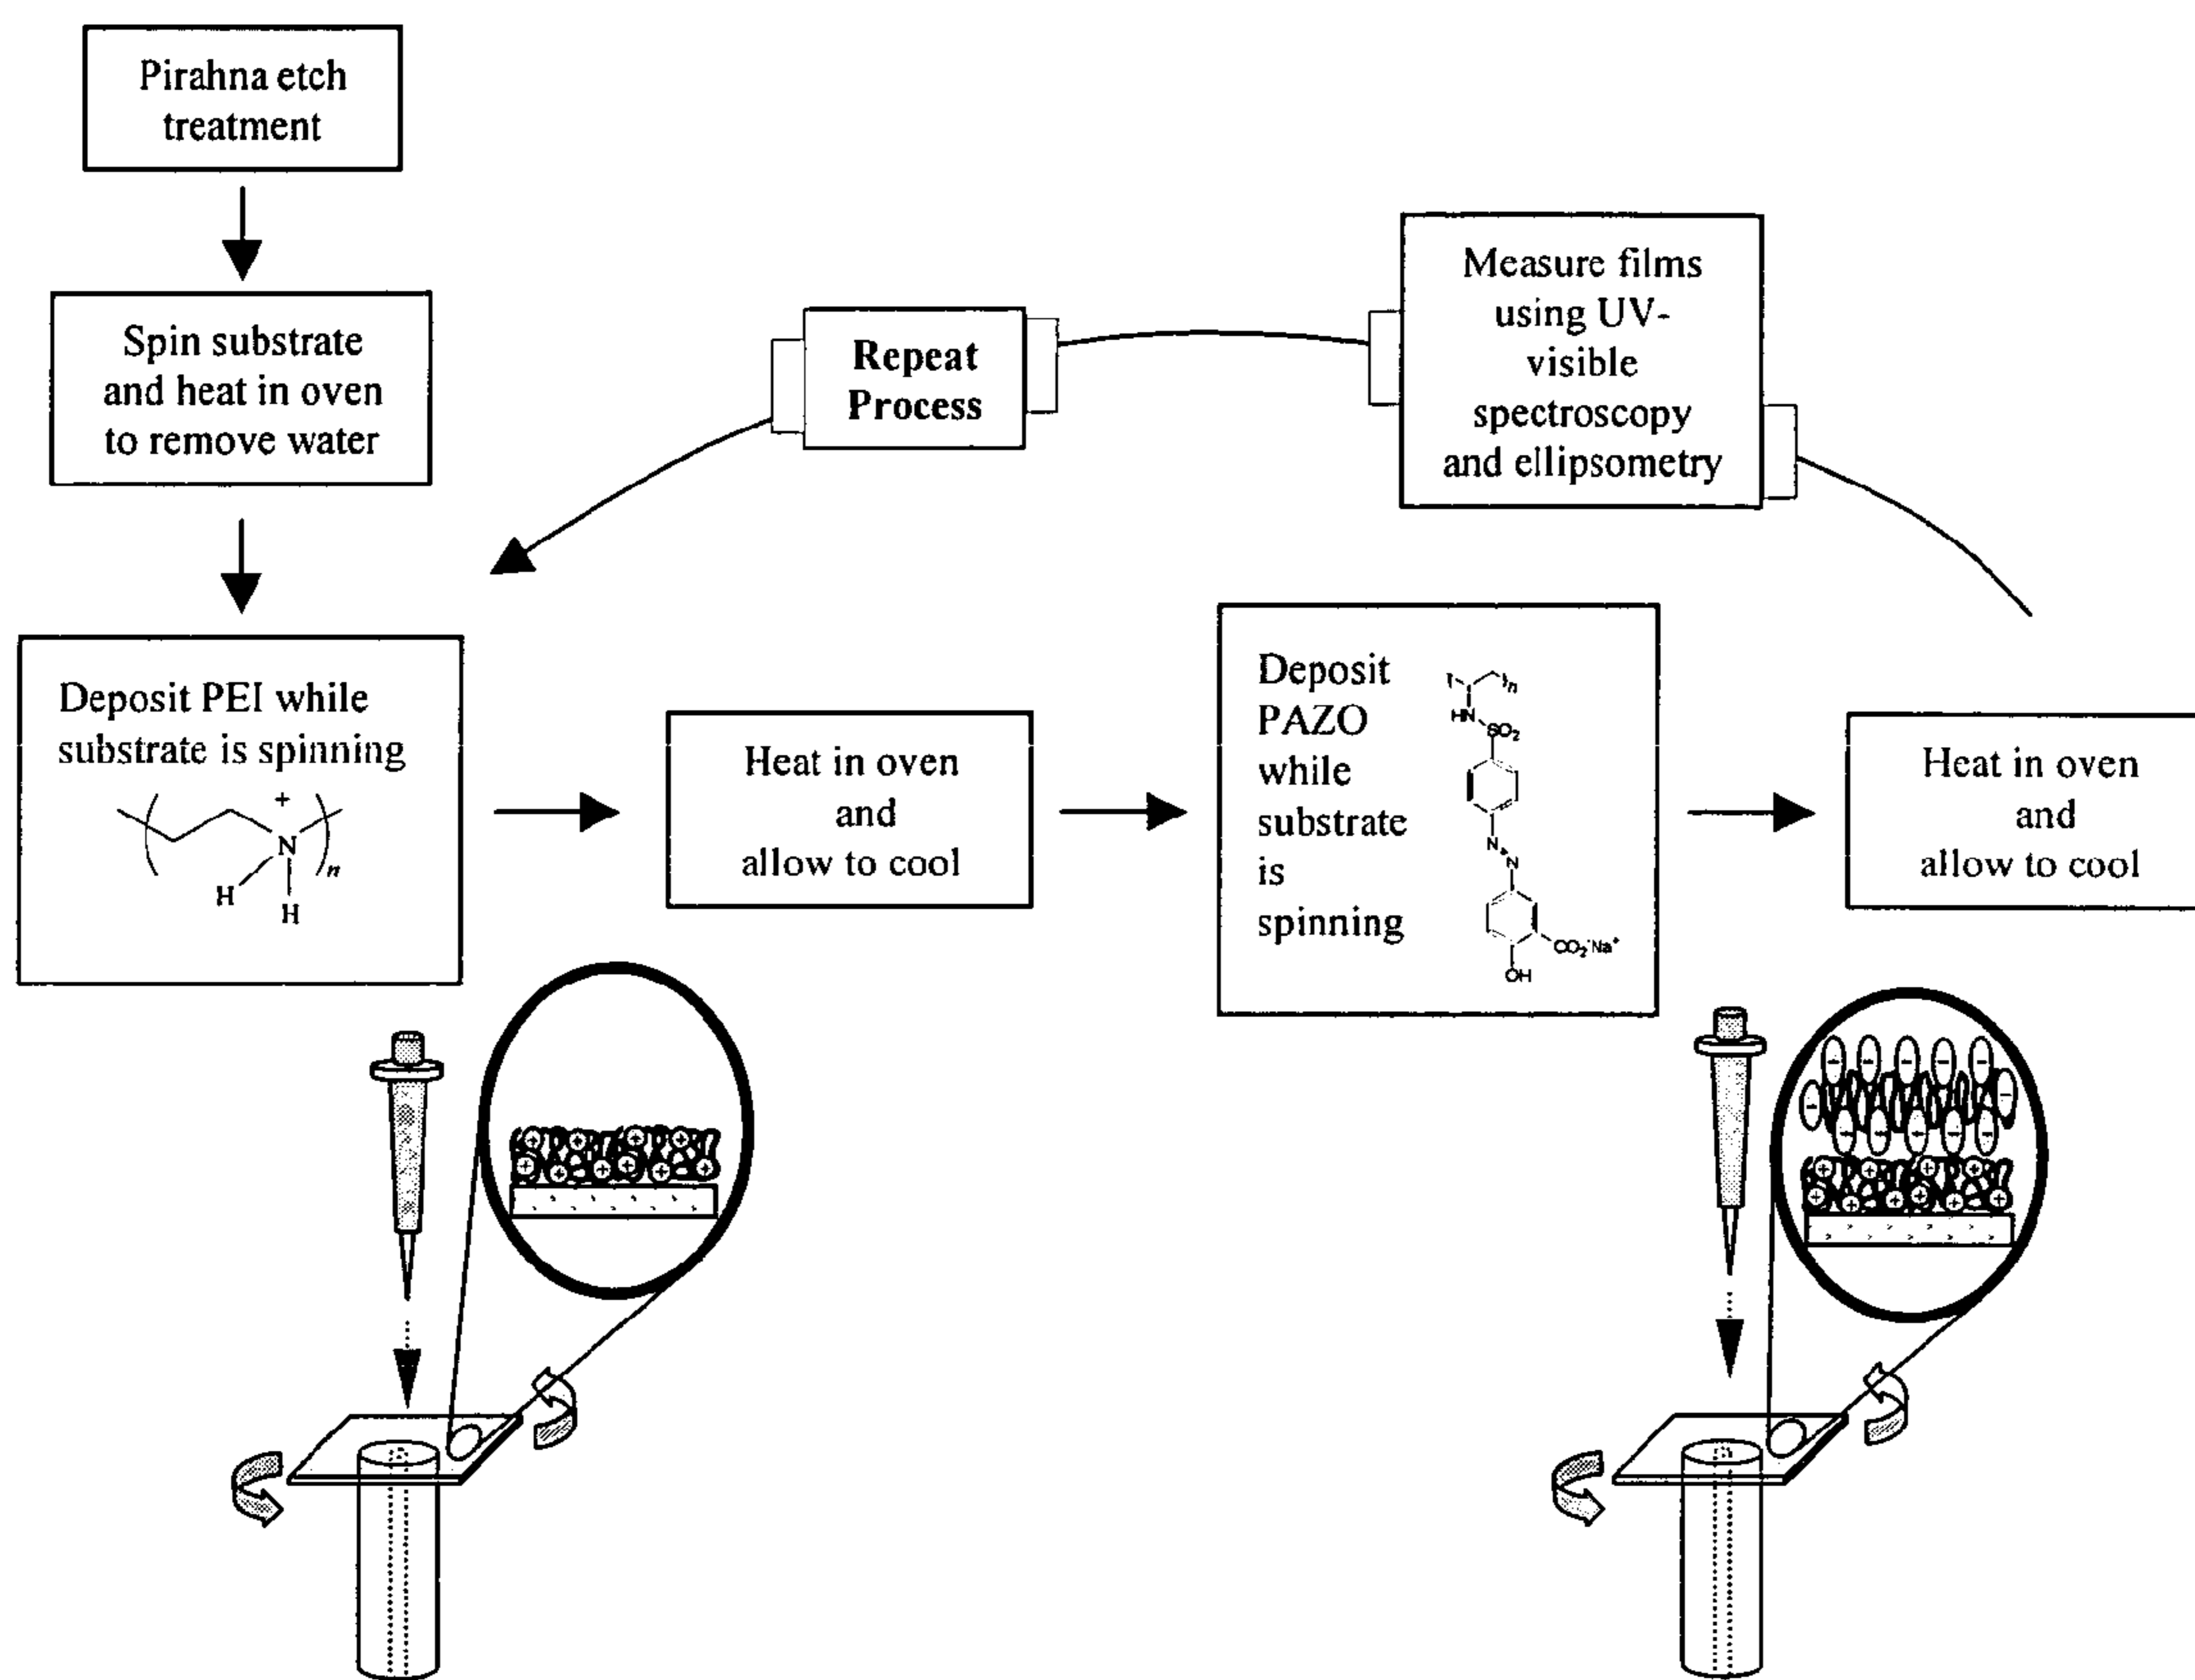 Pirahna etch
treatment
Spin substrate
and heat in oven
to remove water
Repeat
Process
Measure films
using UV-
visible
spectroscopy
and ellipsometry
Deposit PEI while
substrate is spinning
+
N
n
H
H
Heat in oven
and
allow to cool
Deposit
PAZO
while
substrate
is
spinning
n
HN
SO2
N
N
CO2-Na+
OH
Heat in oven
and
allow to cool